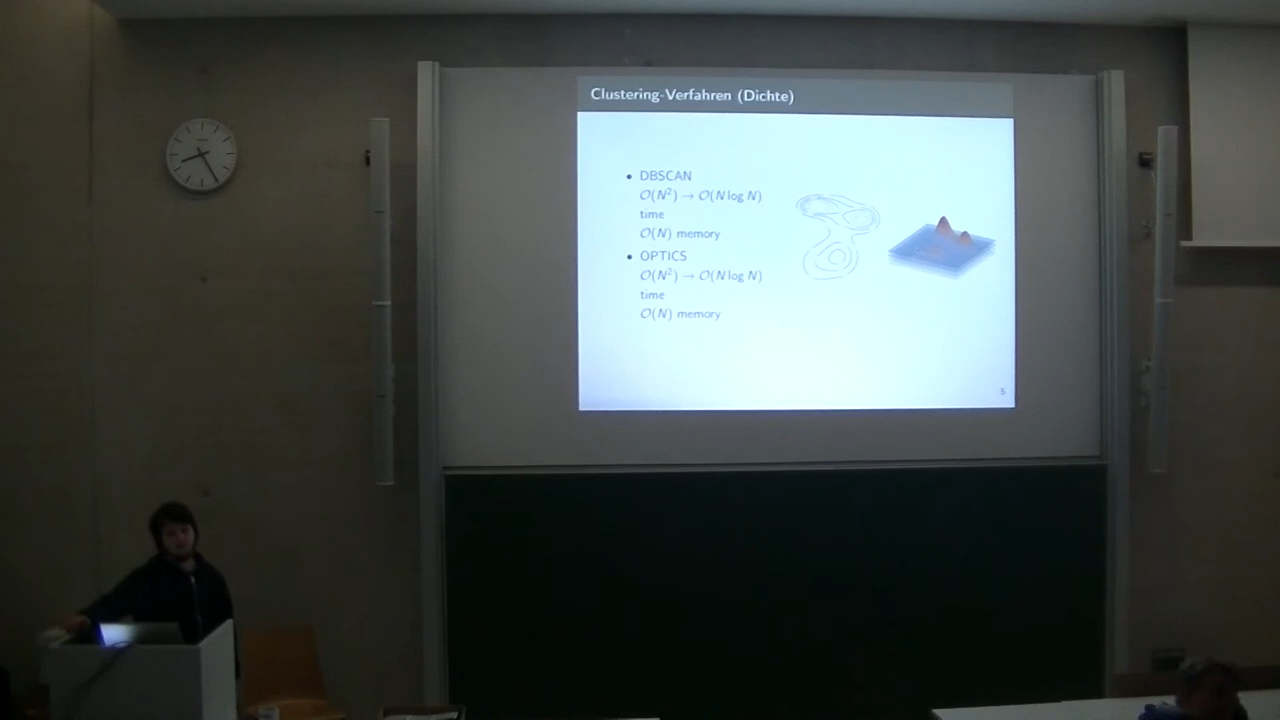 Clustering-Verfahren (Dichte)
• DBSCAN
O(N²) → O(N log N)
time
O(N) memory
• OPTICS
O(N²) → O(N log N)
time
O(N) memory
5